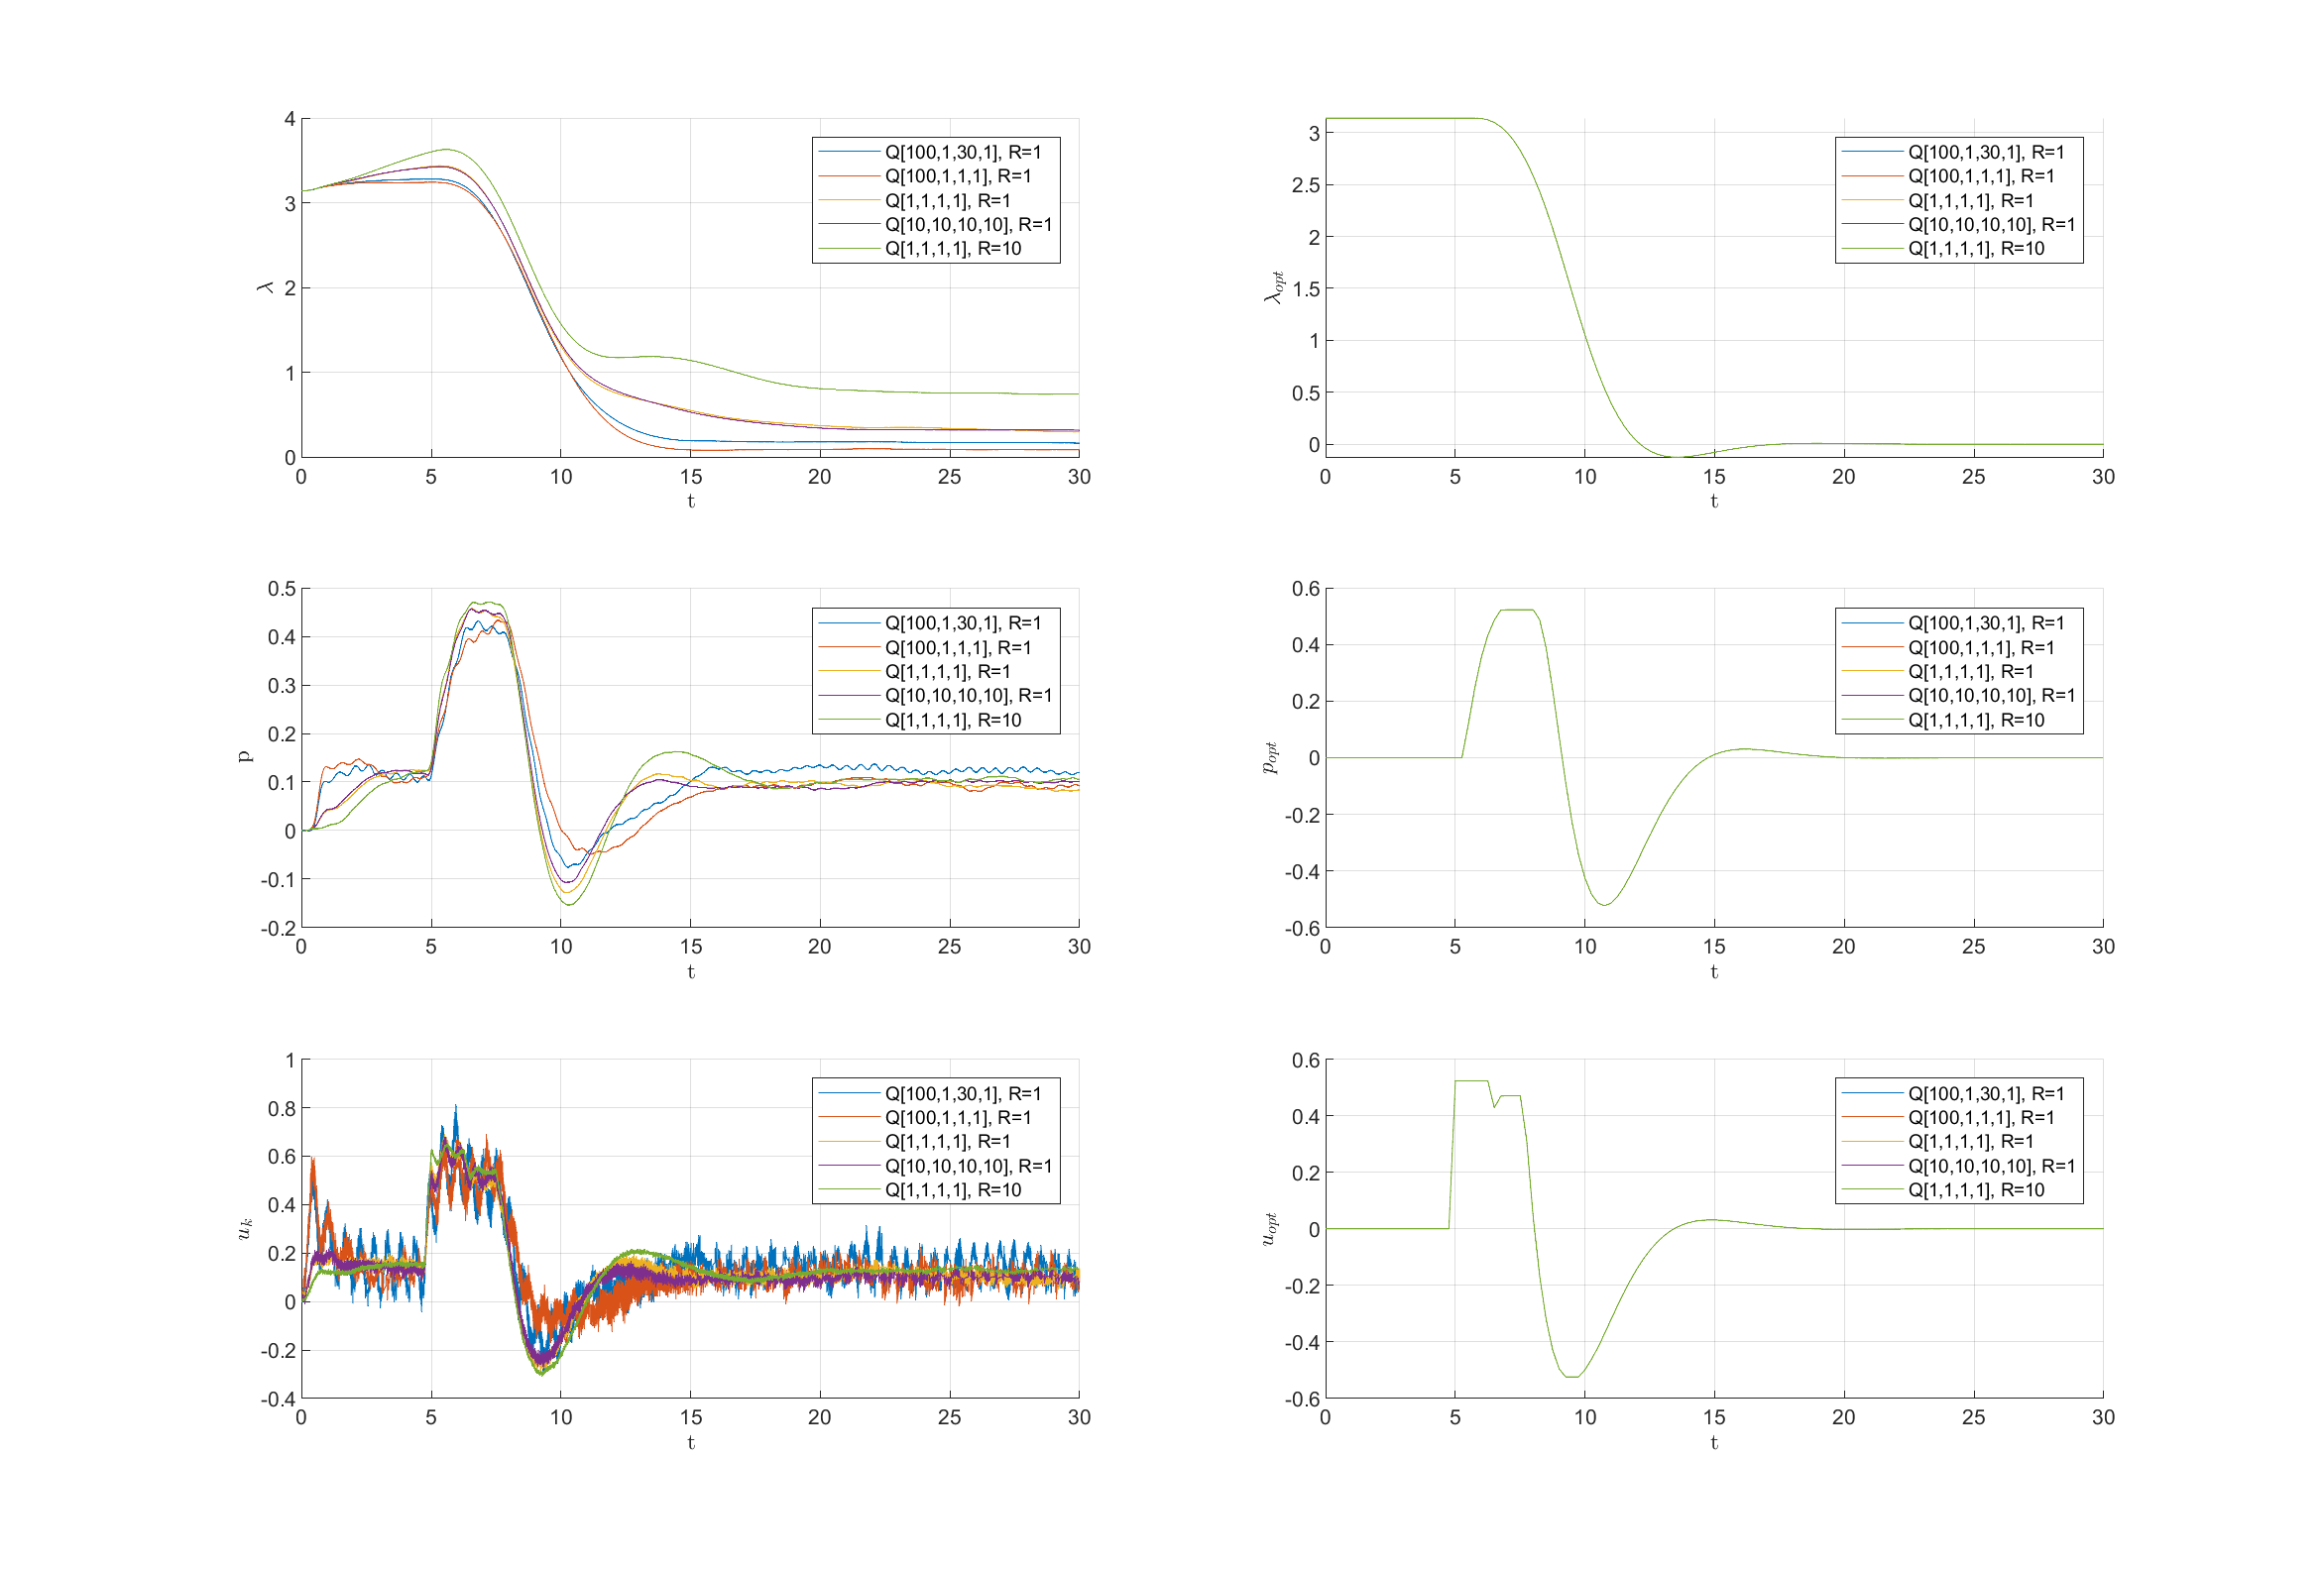 4
3
2
1
0
λ
0 5 10 15 20 25 30
t
Q[100,1,30,1], R=1
Q[100,1,1,1], R=1
Q[1,1,1,1], R=1
Q[10,10,10,10], R=1
Q[1,1,1,1], R=10
3
2.5
2
1.5
1
0.5
0
λopt
0 5 10 15 20 25 30
t
Q[100,1,30,1], R=1
Q[100,1,1,1], R=1
Q[1,1,1,1], R=1
Q[10,10,10,10], R=1
Q[1,1,1,1], R=10
0.5
0.4
0.3
0.2
0.1
0
-0.1
-0.2
p
0 5 10 15 20 25 30
t
Q[100,1,30,1], R=1
Q[100,1,1,1], R=1
Q[1,1,1,1], R=1
Q[10,10,10,10], R=1
Q[1,1,1,1], R=10
0.6
0.4
0.2
0
-0.2
-0.4
-0.6
popt
0 5 10 15 20 25 30
t
Q[100,1,30,1], R=1
Q[100,1,1,1], R=1
Q[1,1,1,1], R=1
Q[10,10,10,10], R=1
Q[1,1,1,1], R=10
1
0.8
0.6
0.4
0.2
0
-0.2
-0.4
uk
0 5 10 15 20 25 30
t
Q[100,1,30,1], R=1
Q[100,1,1,1], R=1
Q[1,1,1,1], R=1
Q[10,10,10,10], R=1
Q[1,1,1,1], R=10
0.6
0.4
0.2
0
-0.2
-0.4
-0.6
uopt
0 5 10 15 20 25 30
t
Q[100,1,30,1], R=1
Q[100,1,1,1], R=1
Q[1,1,1,1], R=1
Q[10,10,10,10], R=1
Q[1,1,1,1], R=10